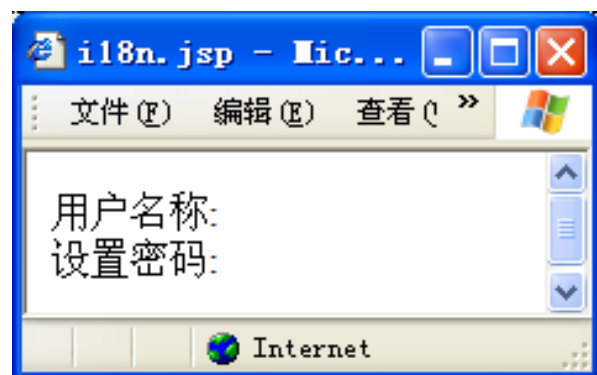 i18n.jsp - Mic...
文件(F) 编辑(E) 查看( »
用户名称:
设置密码:
Internet